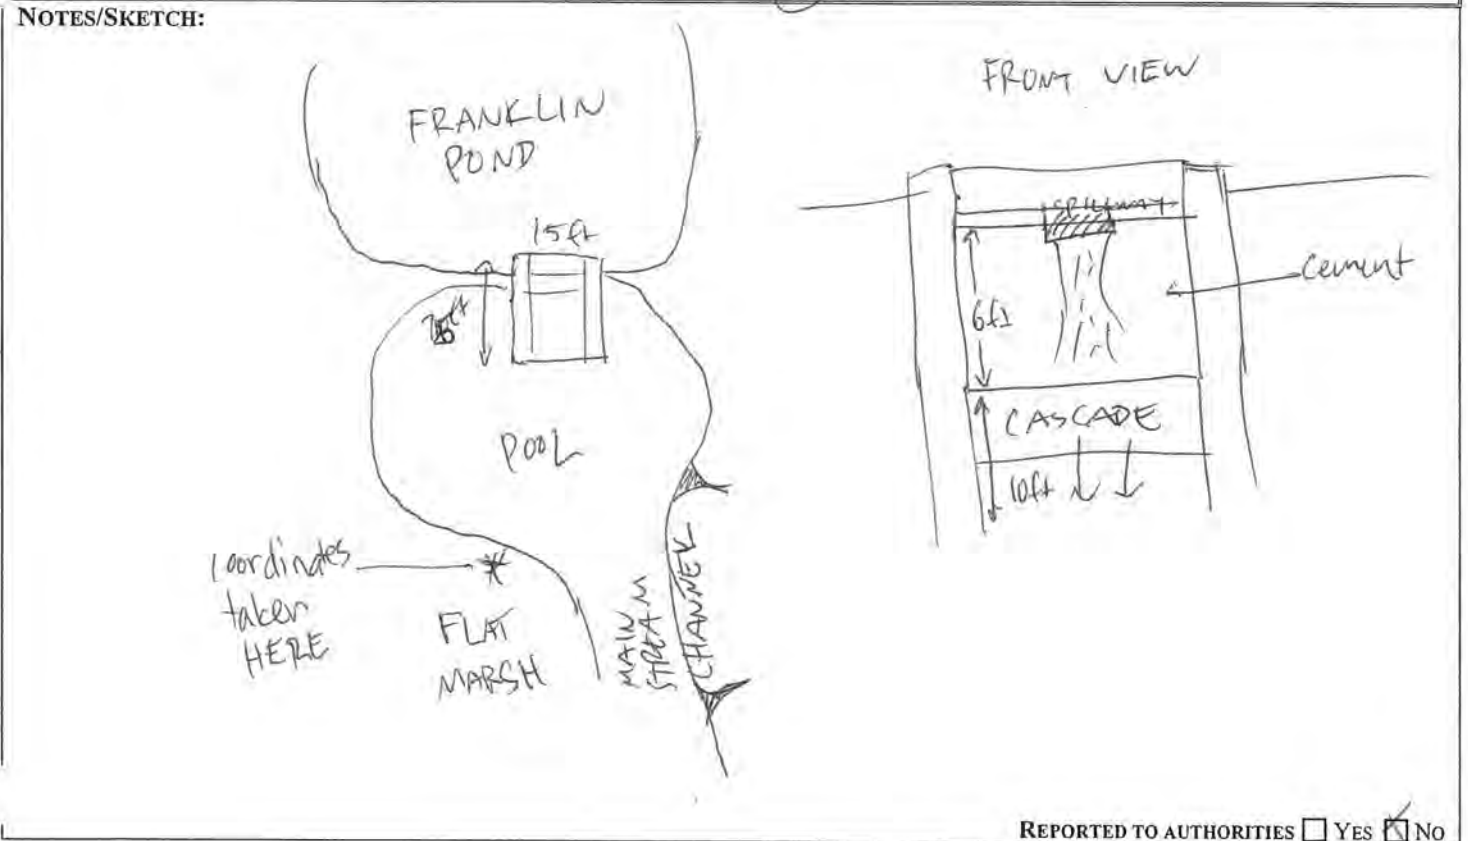 NOTES/SKETCH:
FRANKLIN
POND
15ft
POOL
coordinates
taken
HERE
FLAT
MARSH
MAIN
STREAM
CHANNEL
FRONT VIEW
SPILLWAY
cement
6ft
CASCADE
10ft
REPORTED TO AUTHORITIES YES NO